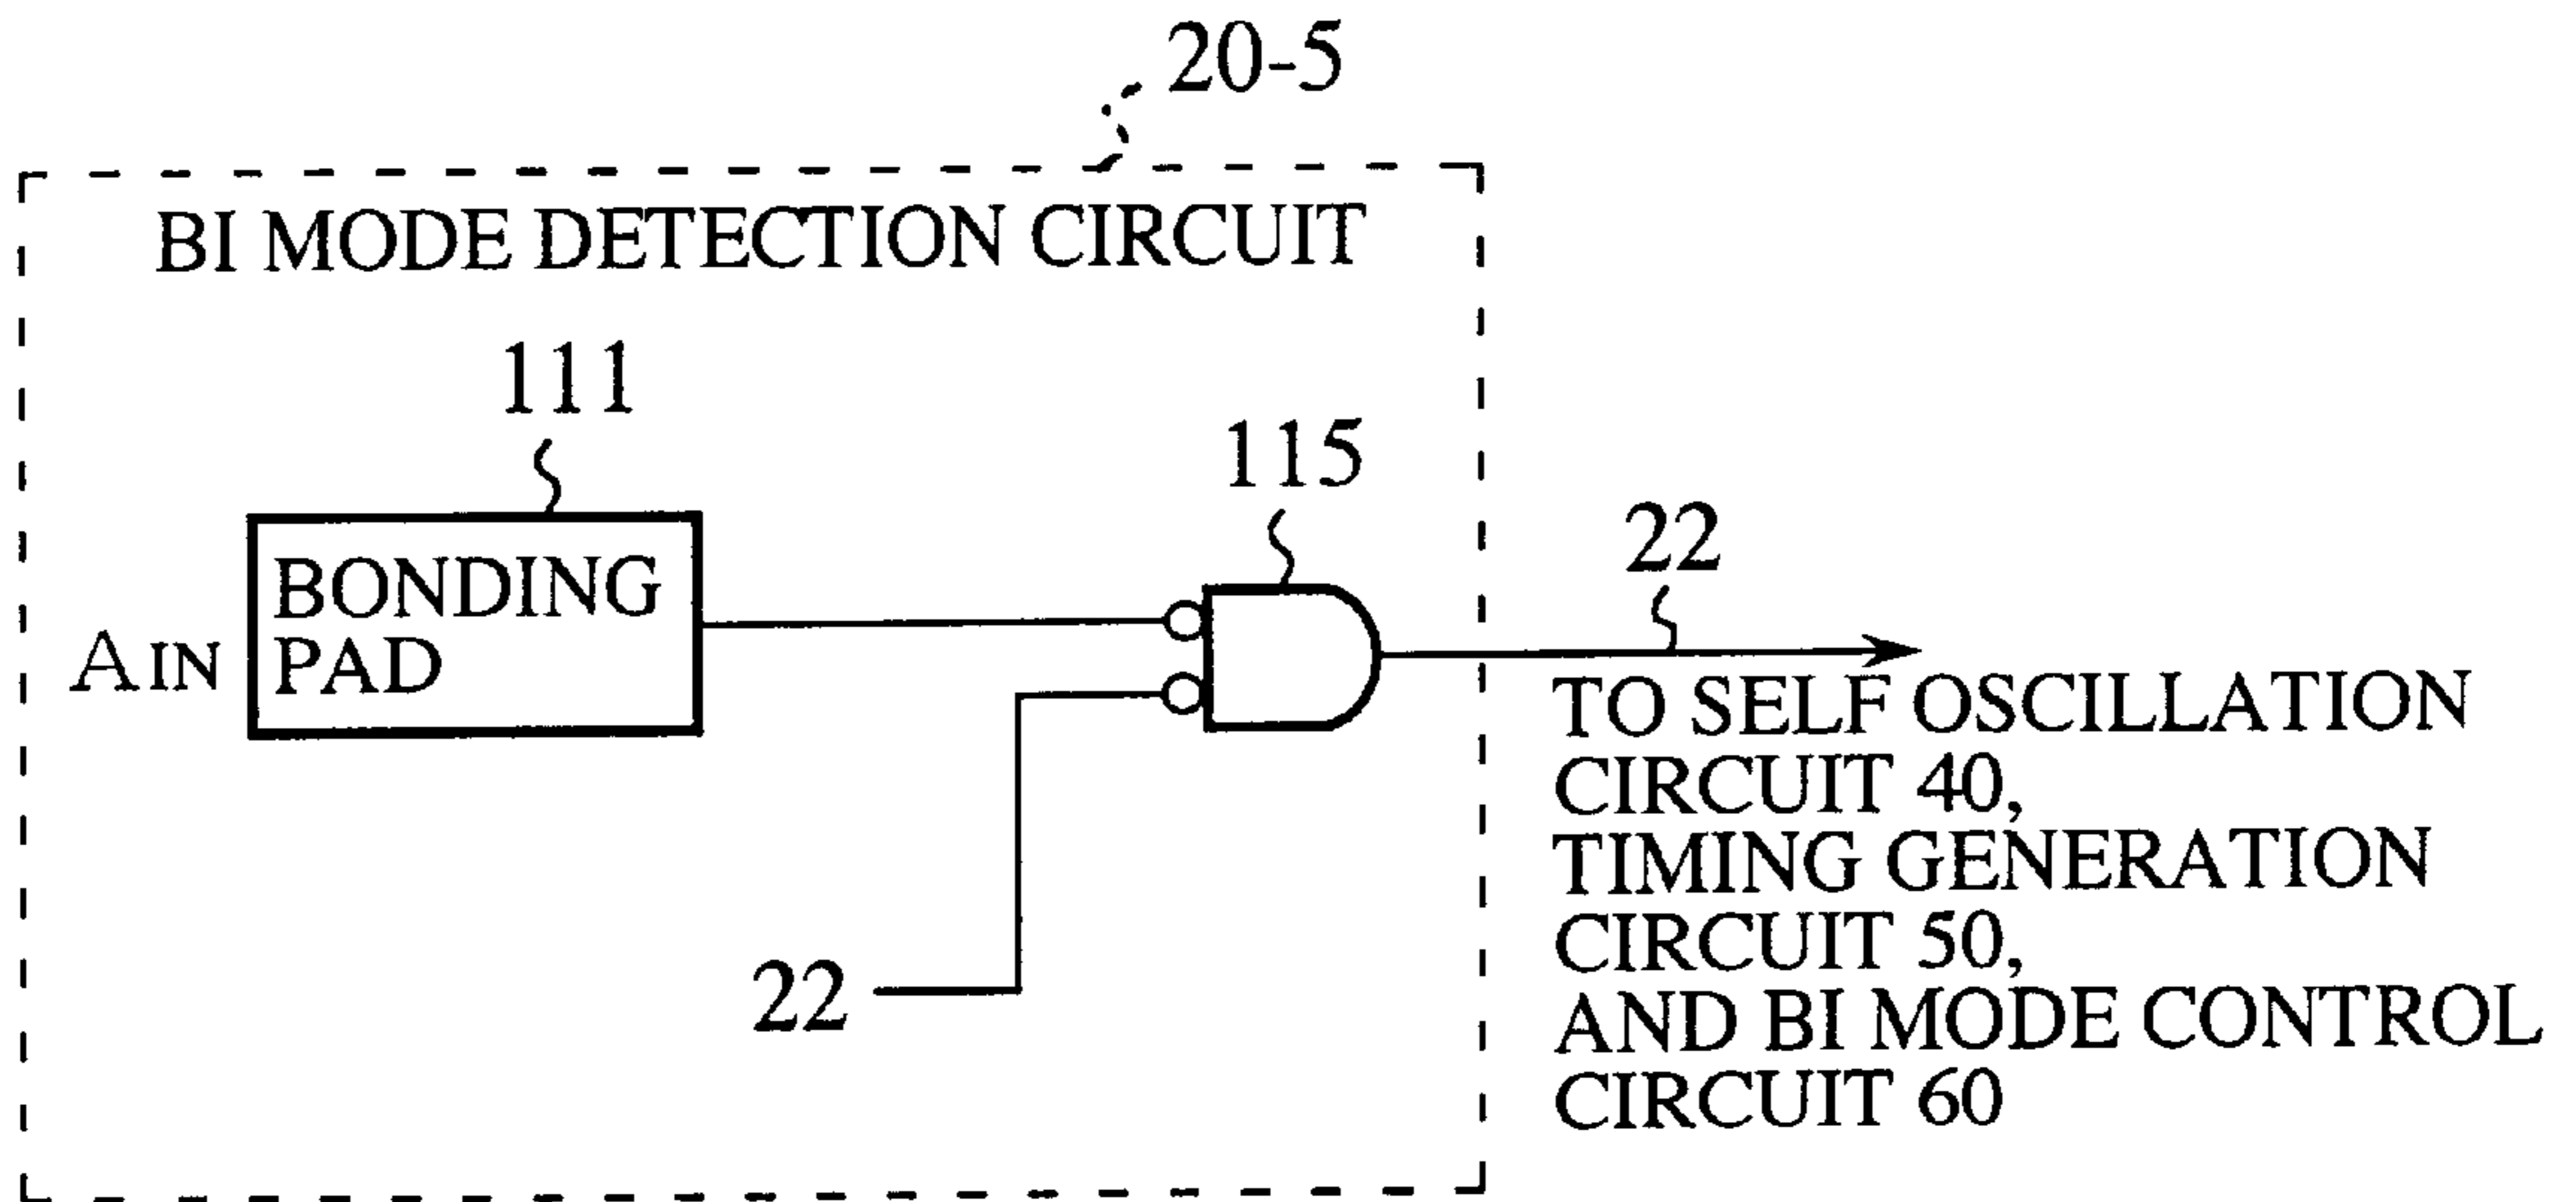 20-5
BI MODE DETECTION CIRCUIT
111
115
22
AIN
BONDING
PAD
22
TO SELF OSCILLATION
CIRCUIT 40,
TIMING GENERATION
CIRCUIT 50,
AND BI MODE CONTROL
CIRCUIT 60